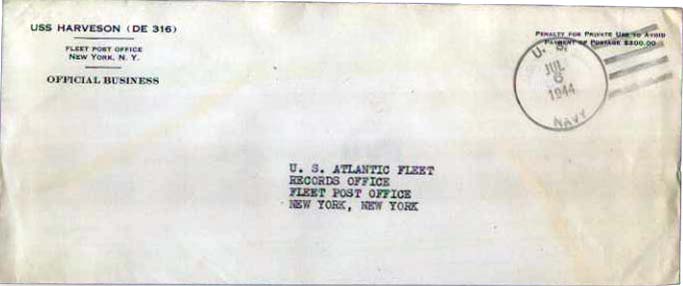 USS HARVESON (DE 316)
FLEET POST OFFICE
NEW YORK, N. Y.
OFFICIAL BUSINESS
PENALTY FOR PRIVATE USE TO AVOID
PAYMENT OF POSTAGE $300.00
U. S.
JUL
6
1944
NAVY
U. S. ATLANTIC FLEET
RECORDS OFFICE
FLEET POST OFFICE
NEW YORK, NEW YORK